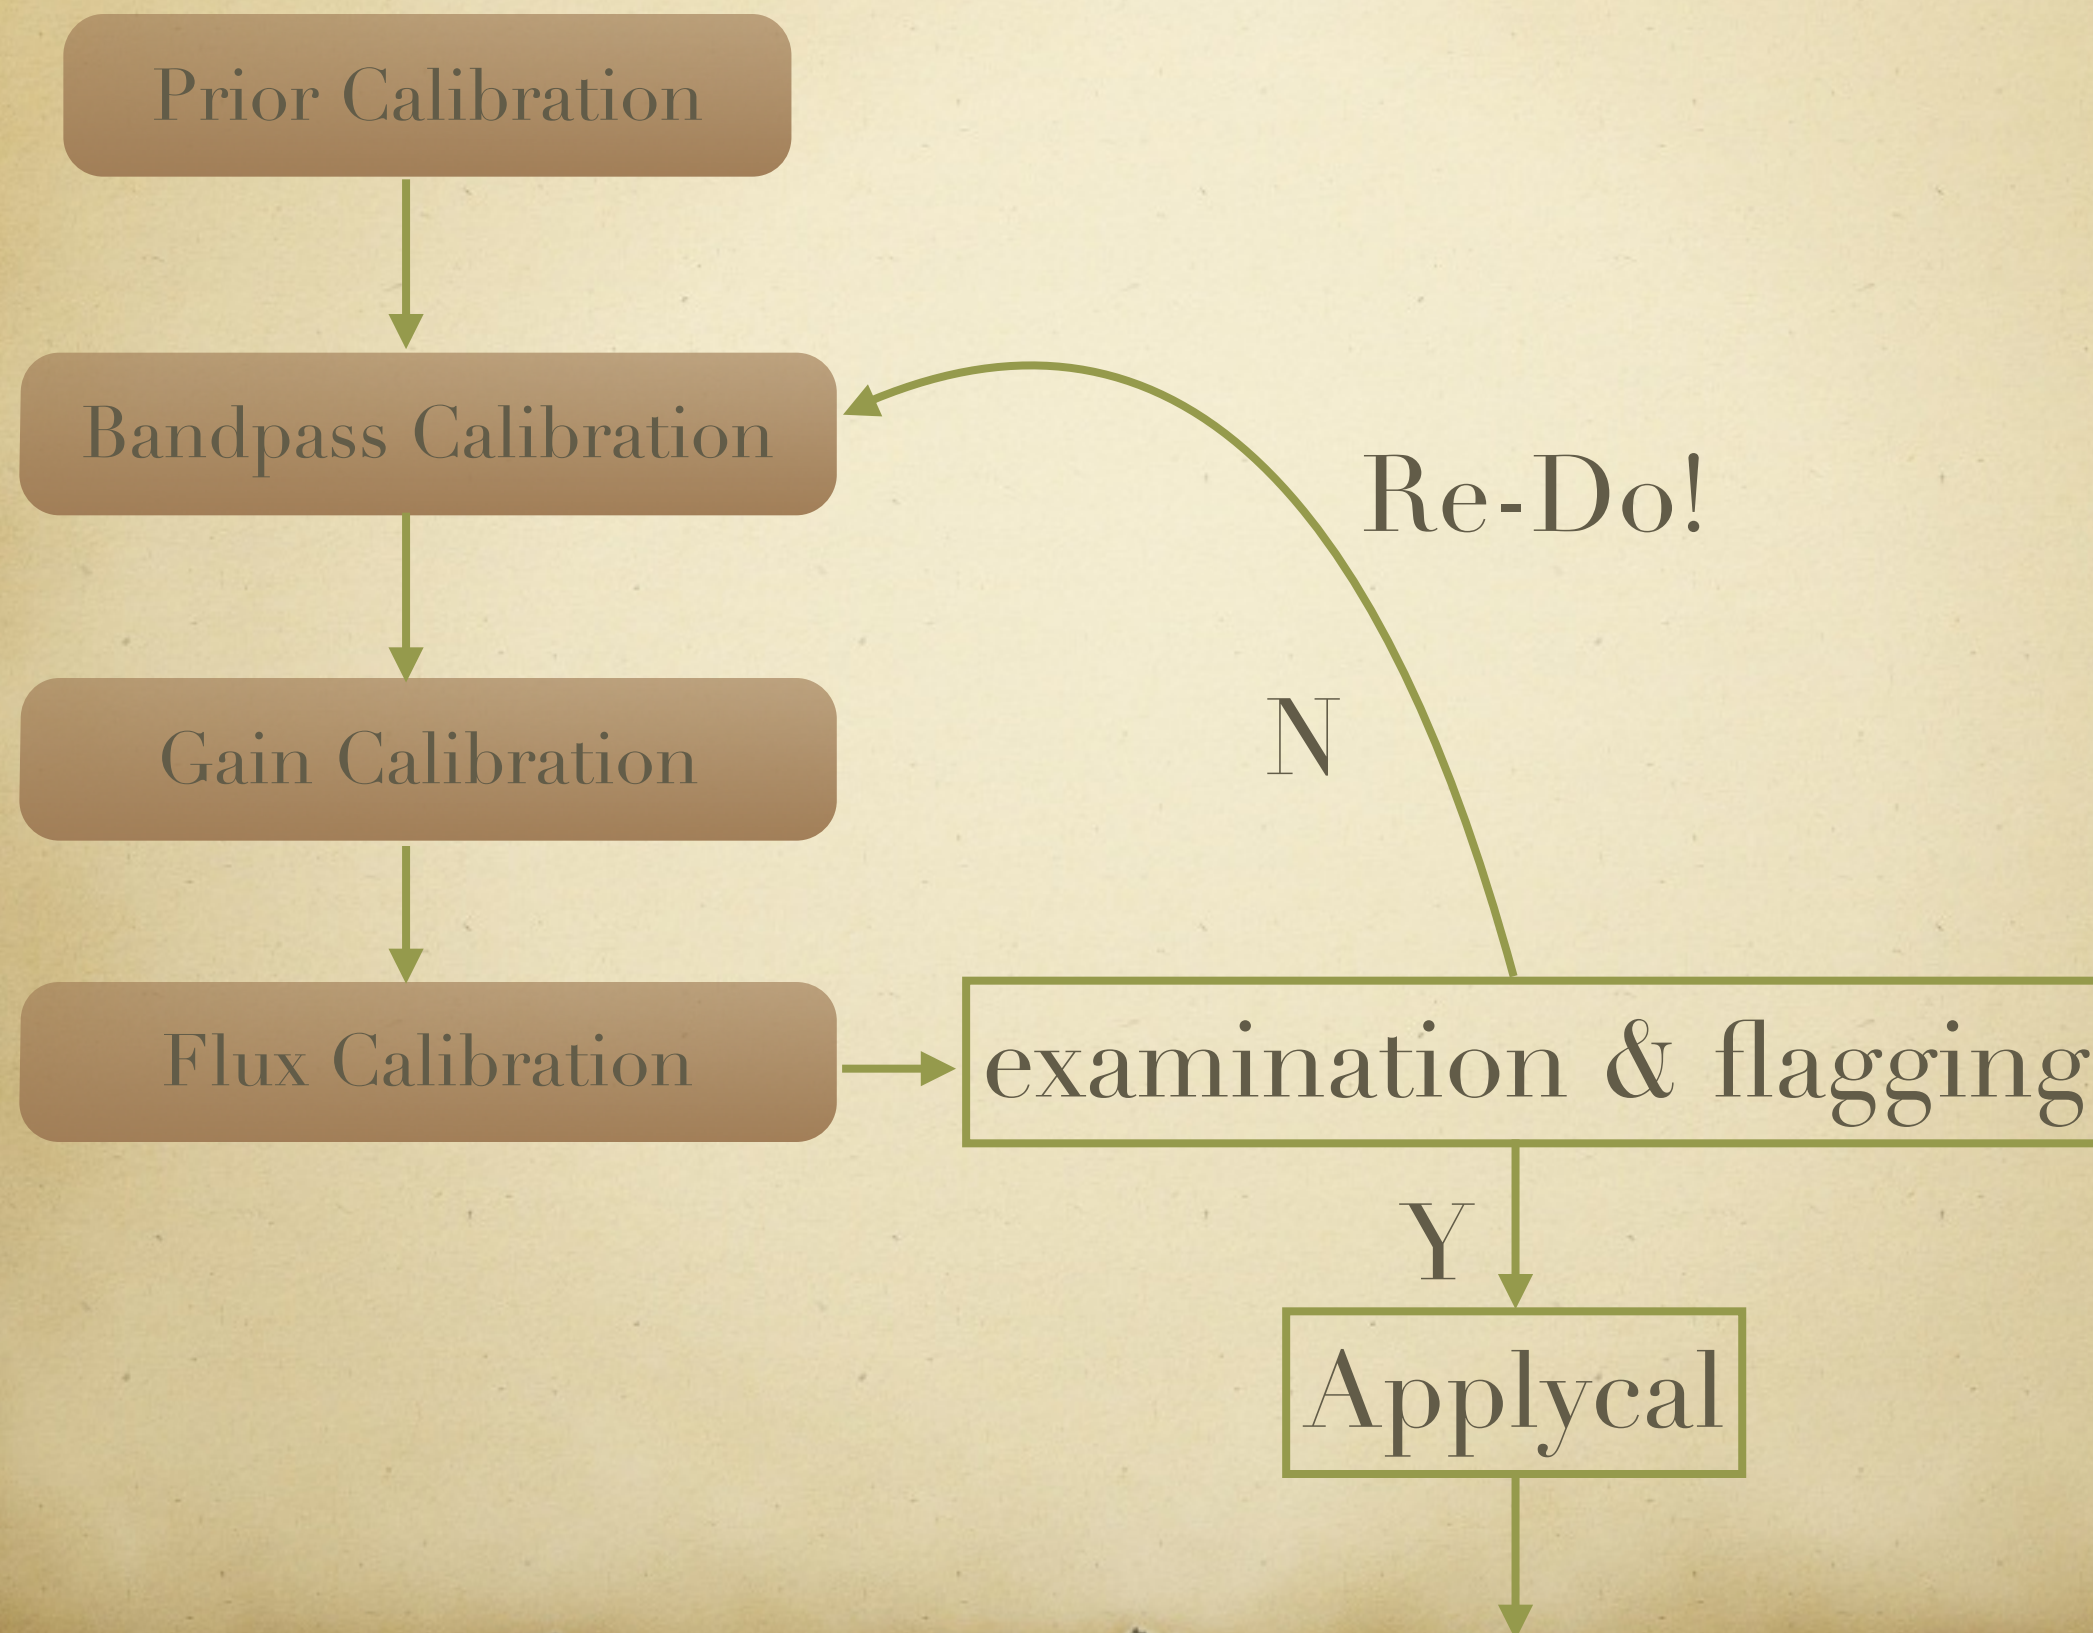 Prior Calibration
Bandpass Calibration
Re-Do!
N
Gain Calibration
Flux Calibration
examination & flagging
Y
Applycal